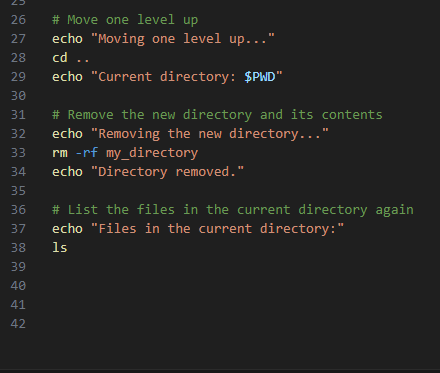 25
26 # Move one level up
27 echo "Moving one level up..."
28 cd ..
29 echo "Current directory: $PWD"
30
31 # Remove the new directory and its contents
32 echo "Removing the new directory..."
33 rm -rf my_directory
34 echo "Directory removed."
35
36 # List the files in the current directory again
37 echo "Files in the current directory:"
38 ls
39
40
41
42